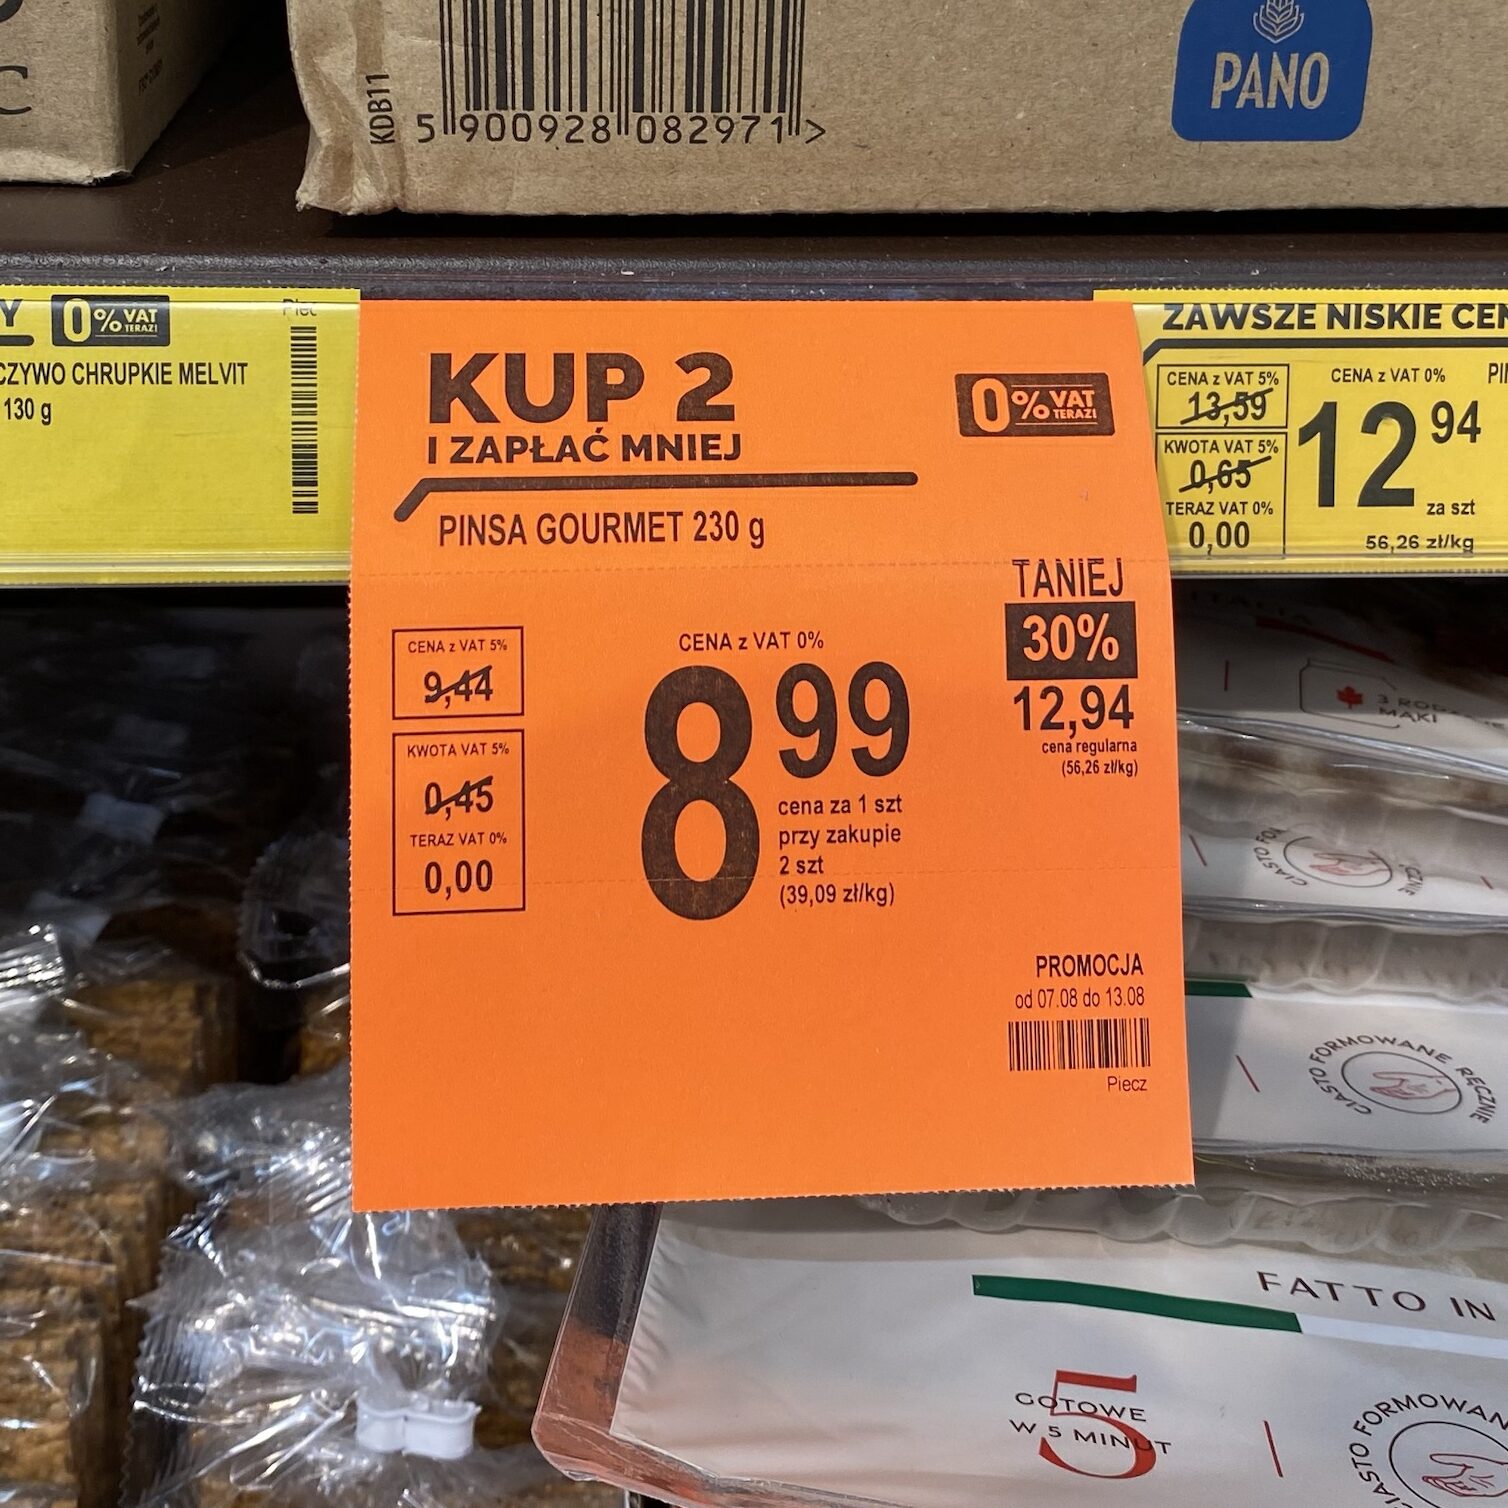 C
KDB11
5 900928 082971 >
PANO
Y 0% VAT TERAZ!
CZYWO CHRUPKIE MELVIT
130 g
KUP 2
I ZAPŁAĆ MNIEJ
0% VAT TERAZ!
PINSA GOURMET 230 g
TANIEJ
30%
12,94
cena regularna
(56,26 zł/kg)
CENA z VAT 5%
9,44
KWOTA VAT 5%
0,45
TERAZ VAT 0%
0,00
CENA z VAT 0%
8 99
cena za 1 szt
przy zakupie
2 szt
(39,09 zł/kg)
PROMOCJA
od 07.08 do 13.08
Piecz
ZAWSZE NISKIE CEN
CENA z VAT 5%
13,59
KWOTA VAT 5%
0,65
TERAZ VAT 0%
0,00
CENA z VAT 0%
12 94
za szt
56,26 zł/kg
PI
MĄKI
CIASTO FORMOWANE RĘCZNIE
FATTO IN
5
GOTOWE
W 5 MINUT
CIASTO FORMOWAN